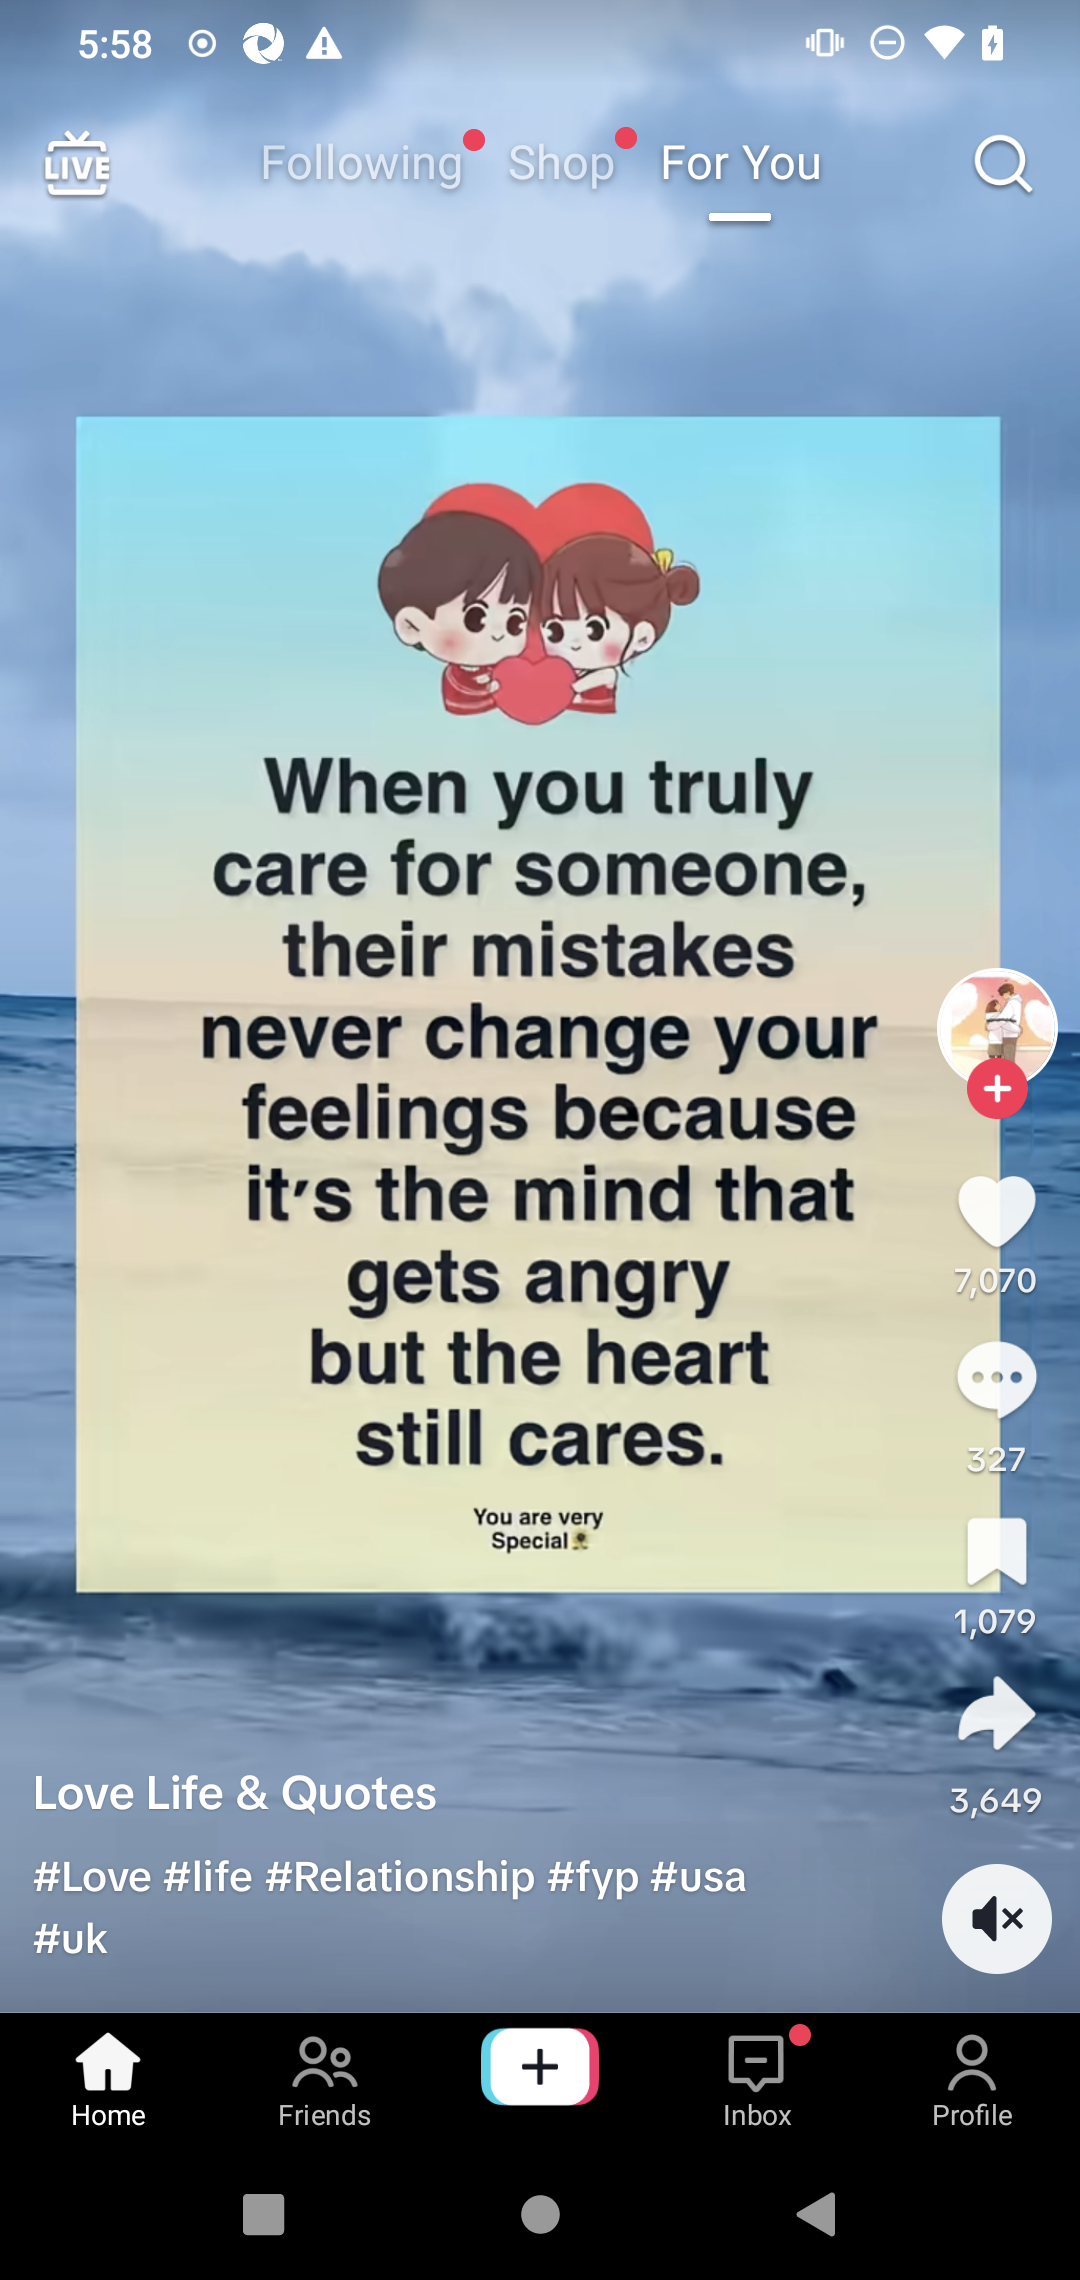 5:58
LIVE
Following
Shop
For You
When you truly
care for someone,
their mistakes
never change your
feelings because
it's the mind that
gets angry
but the heart
still cares.
You are very
Special🌻
7,070
327
1,079
3,649
Love Life & Quotes
#Love #life #Relationship #fyp #usa
#uk
Home
Friends
Inbox
Profile